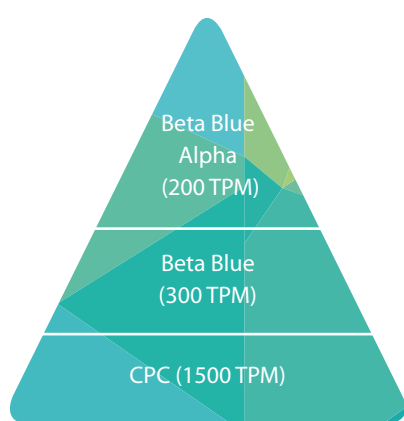 Beta Blue
Alpha
(200 TPM)
Beta Blue
(300 TPM)
CPC (1500 TPM)